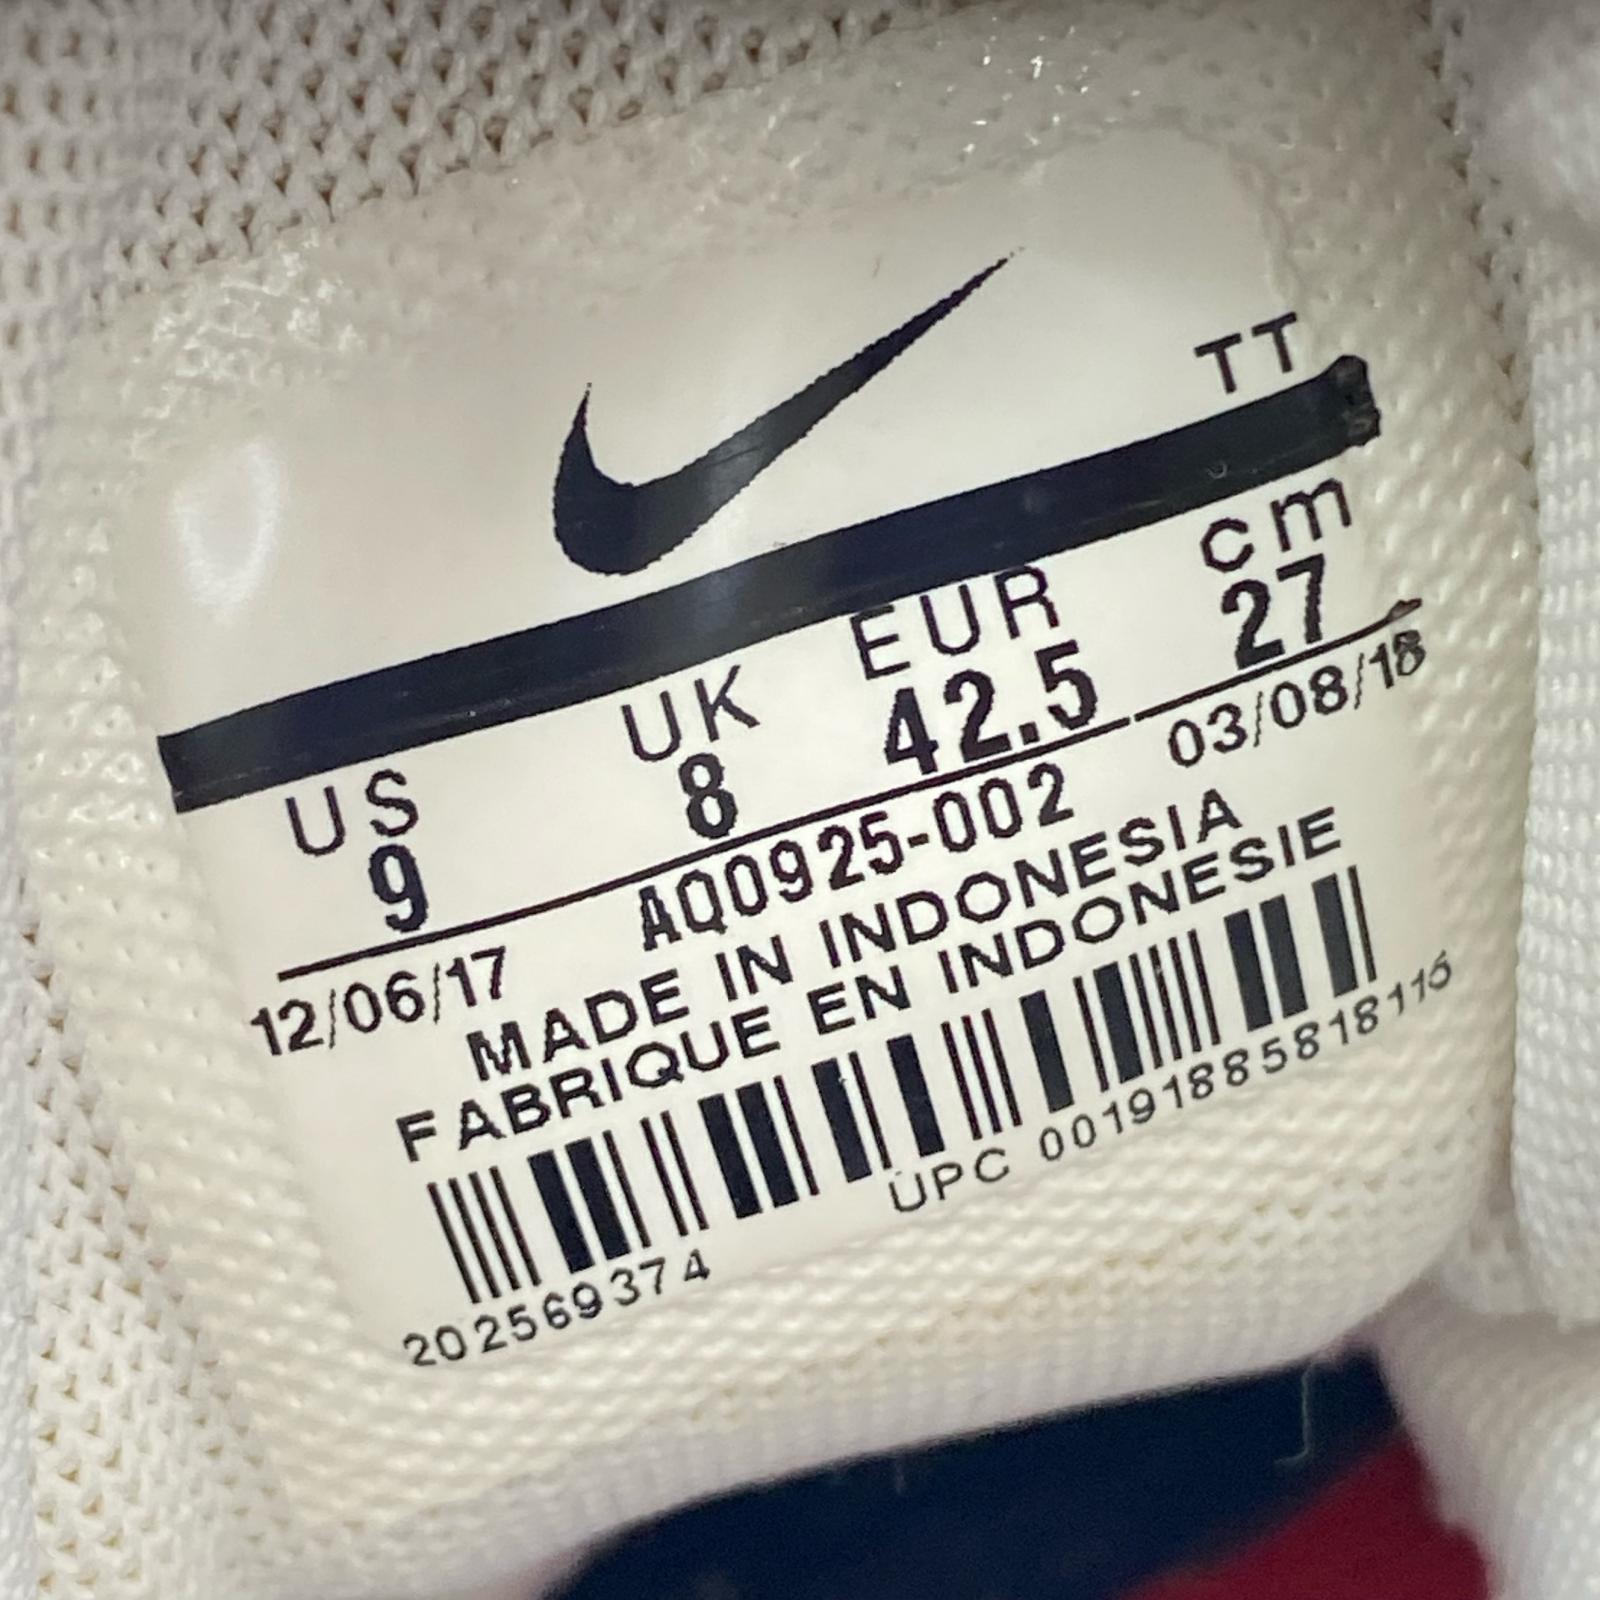 TT
US UK EUR cm
9 8 42.5 27
12/06/17 AQ0925-002 03/08/18
MADE IN INDONESIA
FABRIQUE EN INDONESIE
UPC 00191885818115
202569374